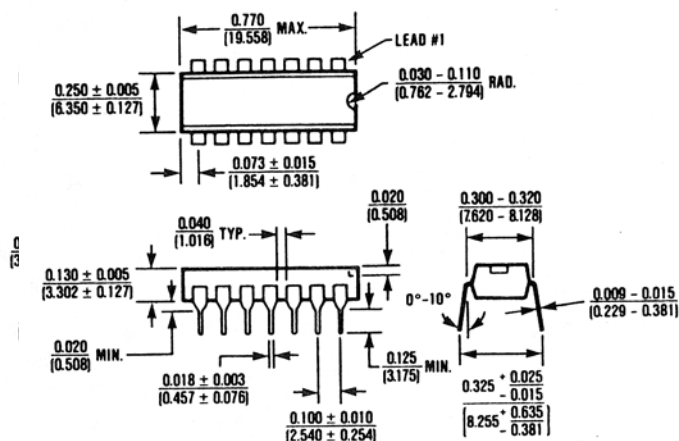 0.770
(19.558) MAX.
LEAD #1
0.250 ± 0.005
(6.350 ± 0.127)
0.030 - 0.110
(0.762 - 2.794) RAD.
0.073 ± 0.015
(1.854 ± 0.381)
0.020
(0.508)
0.300 - 0.320
(7.620 - 8.128)
0.040
(1.016) TYP.
0.130 ± 0.005
(3.302 ± 0.127)
0°-10°
0.009 - 0.015
(0.229 - 0.381)
0.020
(0.508) MIN.
0.125
(3.175) MIN.
0.018 ± 0.003
(0.457 ± 0.076)
0.100 ± 0.010
(2.540 ± 0.254)
0.325 + 0.025
- 0.015
(8.255 + 0.635
- 0.381)